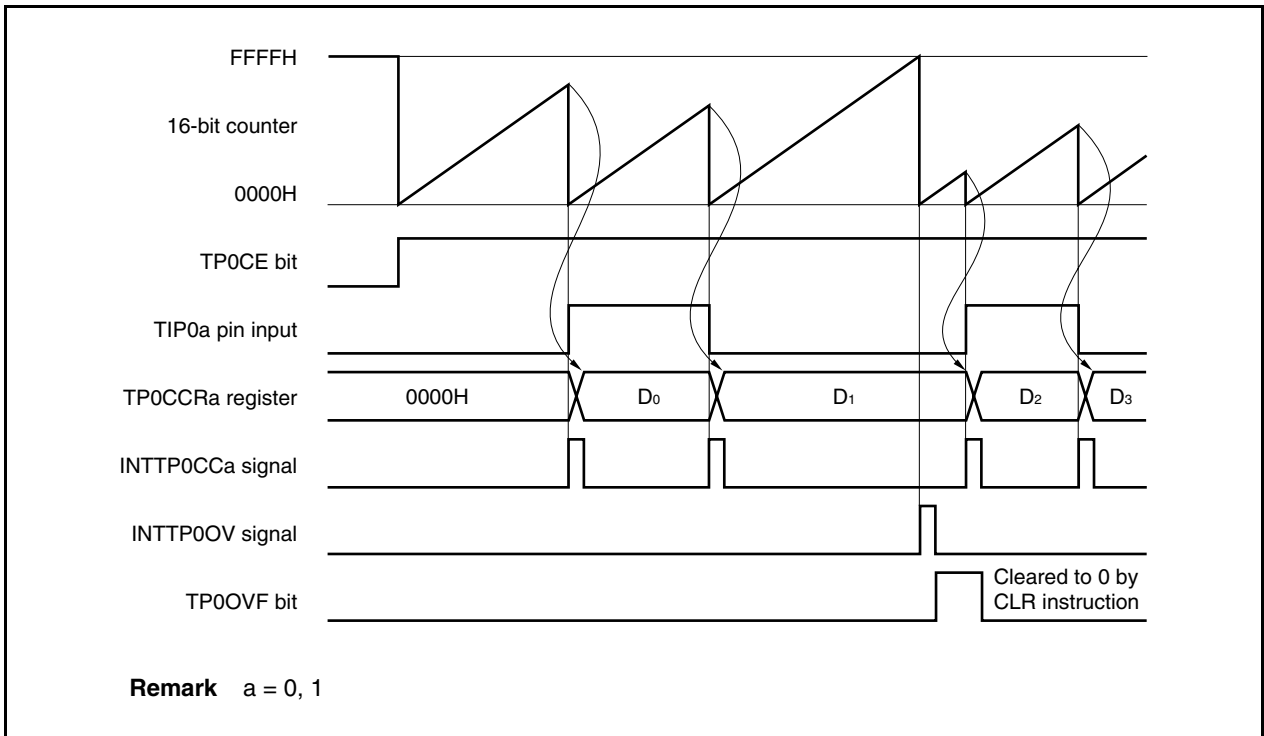 FFFFH
16-bit counter
0000H
TP0CE bit
TIP0a pin input
TP0CCRa register
0000H D0 D1 D2 D3
INTTP0CCa signal
INTTP0OV signal
TP0OVF bit
Cleared to 0 by
CLR instruction
Remark a = 0, 1